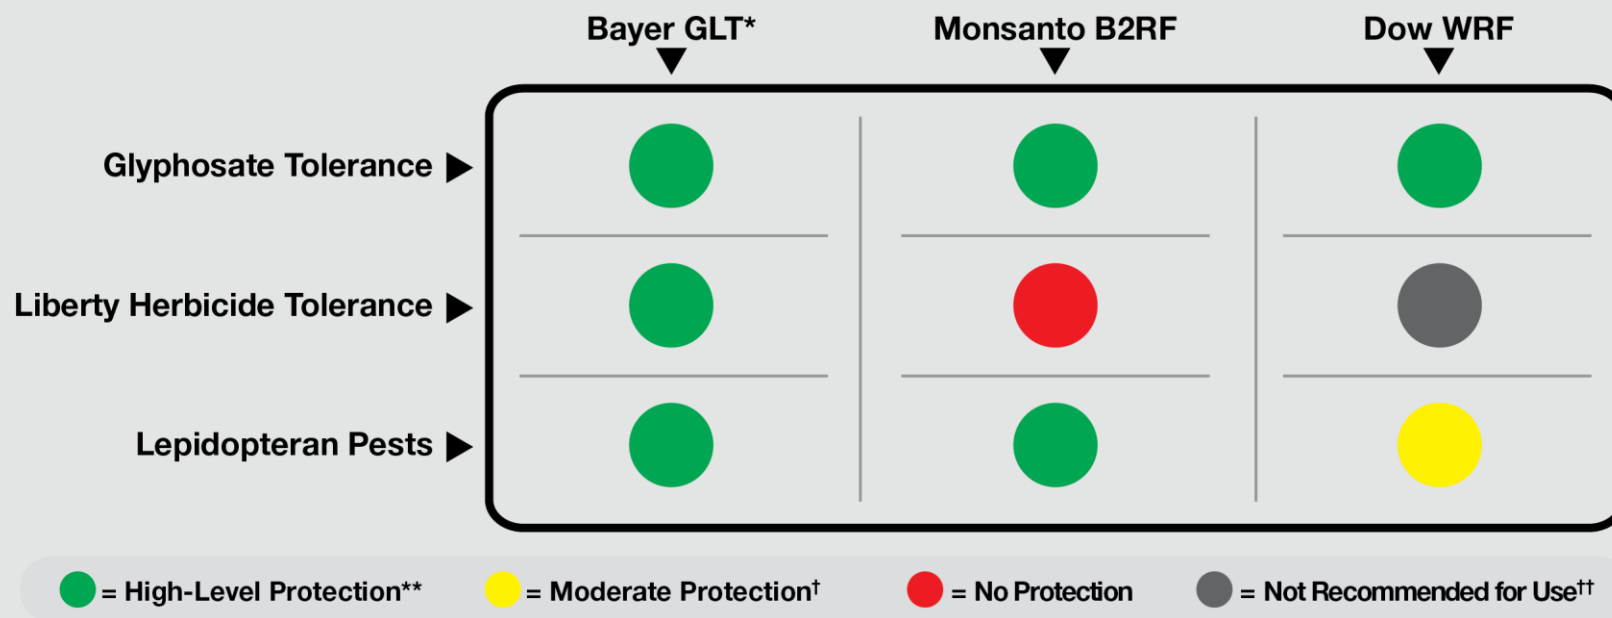 Bayer GLT* Monsanto B2RF Dow WRF
Glyphosate Tolerance
Liberty Herbicide Tolerance
Lepidopteran Pests
= High-Level Protection** = Moderate Protection† = No Protection = Not Recommended for Use††